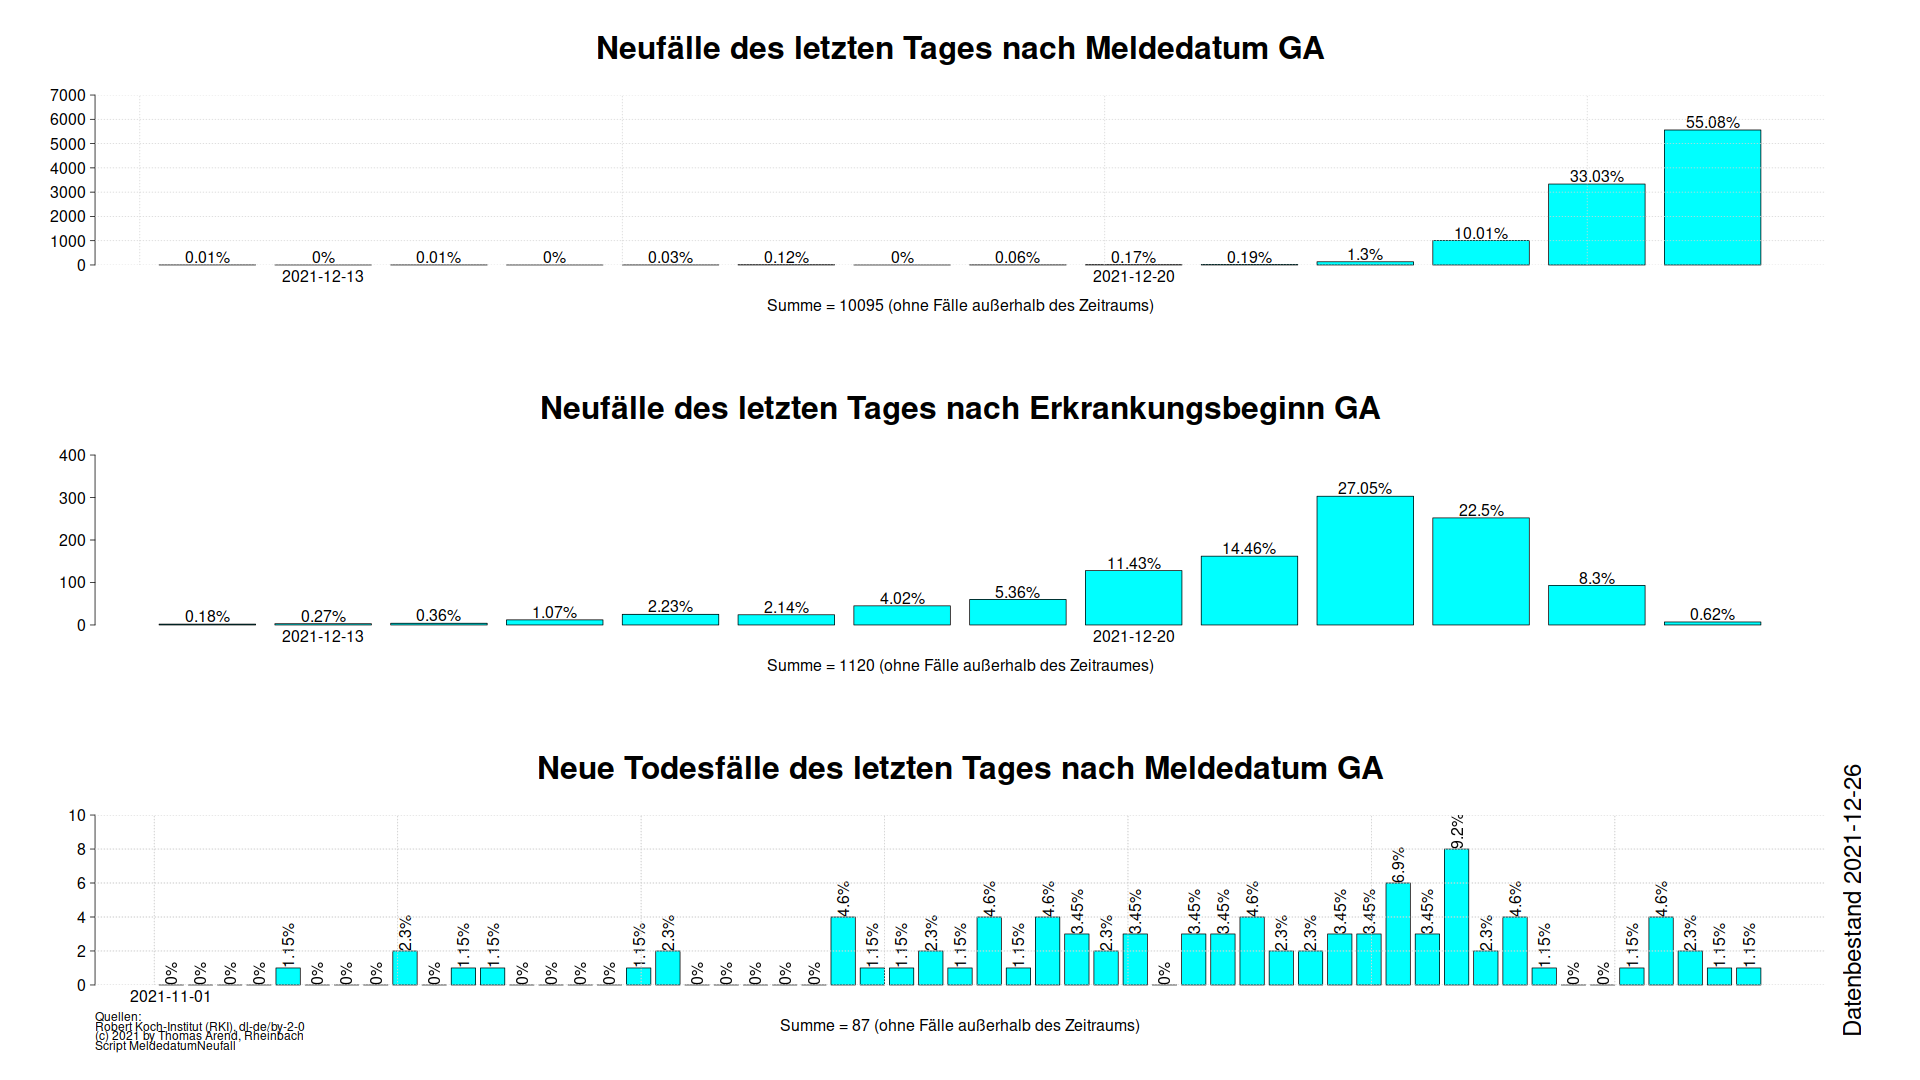 Neufälle des letzten Tages nach Meldedatum GA
7000
6000
5000
4000
3000
2000
1000
0
0.01% 0% 0.01% 0% 0.03% 0.12% 0% 0.06% 0.17% 0.19% 1.3% 10.01% 33.03% 55.08%
2021-12-13 2021-12-20
Summe = 10095 (ohne Fälle außerhalb des Zeitraums)
Neufälle des letzten Tages nach Erkrankungsbeginn GA
400
300
200
100
0
0.18% 0.27% 0.36% 1.07% 2.23% 2.14% 4.02% 5.36% 11.43% 14.46% 27.05% 22.5% 8.3% 0.62%
2021-12-13 2021-12-20
Summe = 1120 (ohne Fälle außerhalb des Zeitraumes)
Neue Todesfälle des letzten Tages nach Meldedatum GA
10
8
6
4
2
0
0% 0% 0% 0% 1.15% 0% 0% 0% 2.3% 0% 1.15% 1.15% 0% 0% 0% 0% 1.15% 2.3% 0% 0% 0% 0% 0% 4.6% 1.15% 1.15% 2.3% 1.15% 4.6% 1.15% 4.6% 3.45% 2.3% 3.45% 0% 3.45% 3.45% 4.6% 2.3% 2.3% 3.45% 3.45% 6.9% 3.45% 9.2% 2.3% 4.6% 1.15% 0% 0% 1.15% 4.6% 2.3% 1.15% 1.15%
2021-11-01
Summe = 87 (ohne Fälle außerhalb des Zeitraums)
Quellen:
Robert Koch-Institut (RKI), dl-de/by-2-0
(c) 2021 by Thomas Arend, Rheinbach
Script MeldedatumNeufall
Datenbestand 2021-12-26